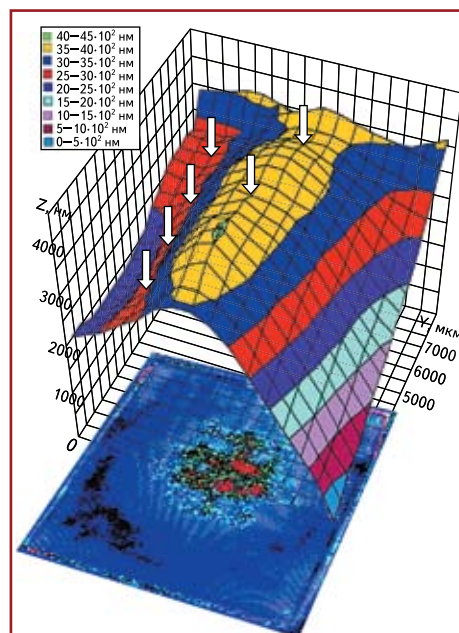 40–45·10² нм
35–40·10² нм
30–35·10² нм
25–30·10² нм
20–25·10² нм
15–20·10² нм
10–15·10² нм
5–10·10² нм
0–5·10² нм
Z, нм
4000
3000
2000
1000
0
Y, мкм
7000
6000
5000